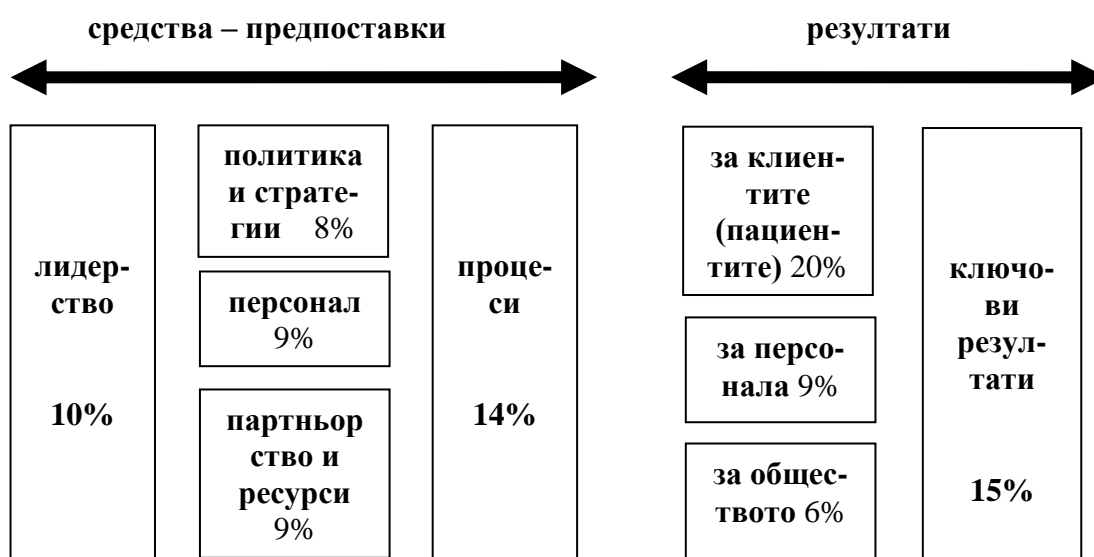 средства – предпоставки
резултати
лидер-
ство
10%
политика
и страте-
гии 8%
персонал
9%
партньор
ство и
ресурси
9%
проце-
си
14%
за клиен-
тите
(пациен-
тите) 20%
за персо-
нала 9%
за общес-
твото 6%
ключо-
ви
резул-
тати
15%